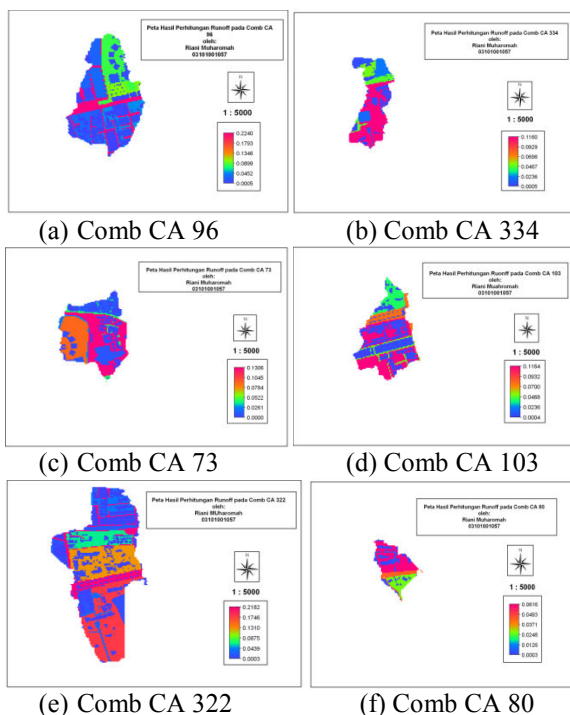 Peta Hasil Perhitungan Runoff pada Comb CA
96
oleh:
Riani Muharomah
03101001057
N
1 : 5000
0.2240
0.1793
0.1346
0.0899
0.0452
0.0005
(a) Comb CA 96
Peta Hasil Perhitungan Runoff pada Comb CA 334
oleh:
Riani Muharomah
03101001057
N
1 : 5000
0.1160
0.0929
0.0467
0.0236
0.0005
(b) Comb CA 334
Peta Hasil Perhitungan Runoff pada Comb CA 73
oleh:
Riani Muharomah
03101001057
N
1 : 5000
0.1306
0.1045
0.0784
0.0522
0.0261
0.0000
(c) Comb CA 73
Peta Hasil Perhitungan Runoff pada Comb CA 103
oleh:
03101001057
N
1 : 5000
0.1164
0.0932
0.0700
0.0468
0.0236
0.0004
(d) Comb CA 103
Peta Hasil Perhitungan Runoff pada Comb CA 322
oleh:
Riani MUharomah
03101001057
N
1 : 5000
0.2182
0.1746
0.1310
0.0875
0.0439
0.0003
(e) Comb CA 322
Peta Hasil Perhitungan Runoff pada Comb CA 80
oleh:
Riani Muharomah
03101001057
N
1 : 5000
0.0616
0.0493
0.0371
0.0248
0.0003
(f) Comb CA 80